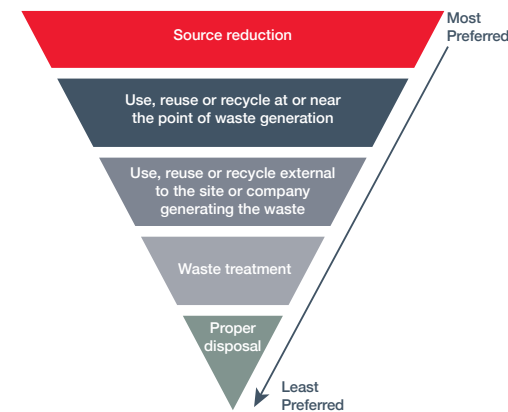 Most
Preferred
Source reduction
Use, reuse or recycle at or near
the point of waste generation
Use, reuse or recycle external
to the site or company
generating the waste
Waste treatment
Proper
disposal
Least
Preferred